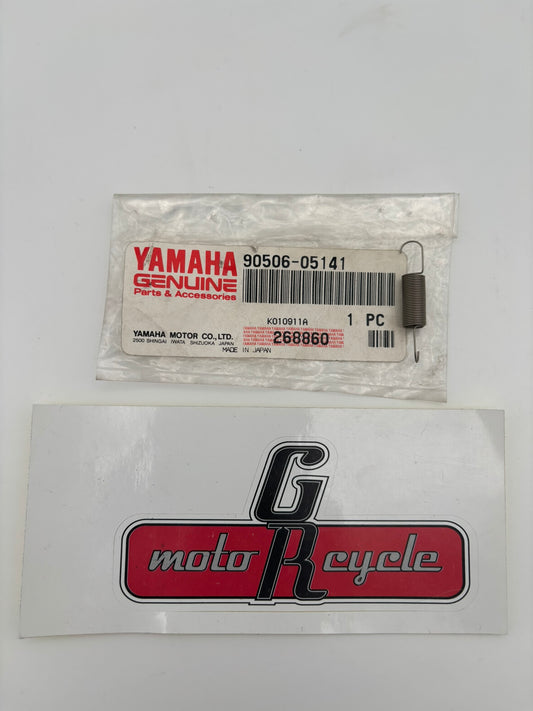 YAMAHA
GENUINE
Parts & Accessories
90506-05141
K010911A
1 PC
YAMAHA MOTOR CO.,LTD.
2500 SHINGAI IWATA SHIZUOKA JAPAN
MADE IN JAPAN
268860
GR
moto cycle